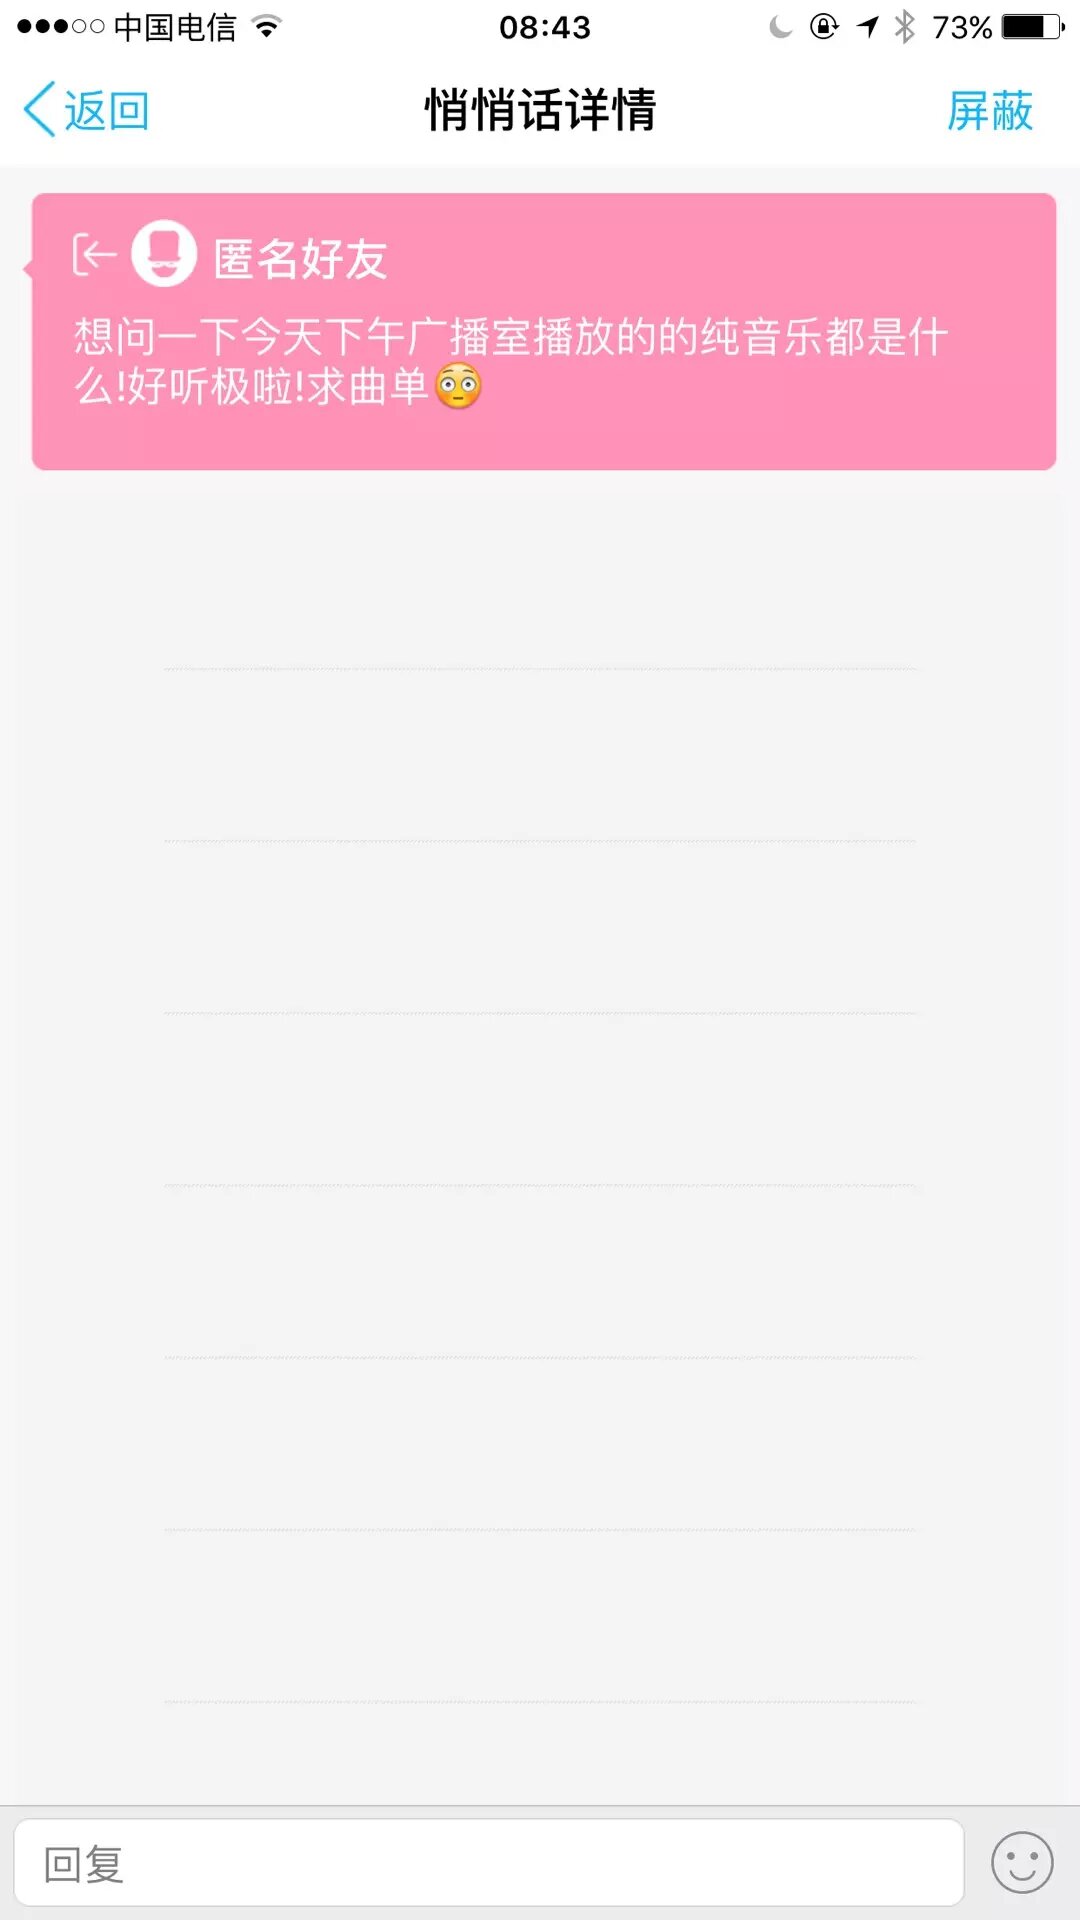 中国电信 08:43 73%
返回 悄悄话详情 屏蔽
匿名好友
想问一下今天下午广播室播放的的纯音乐都是什
么!好听极啦!求曲单😳
回复